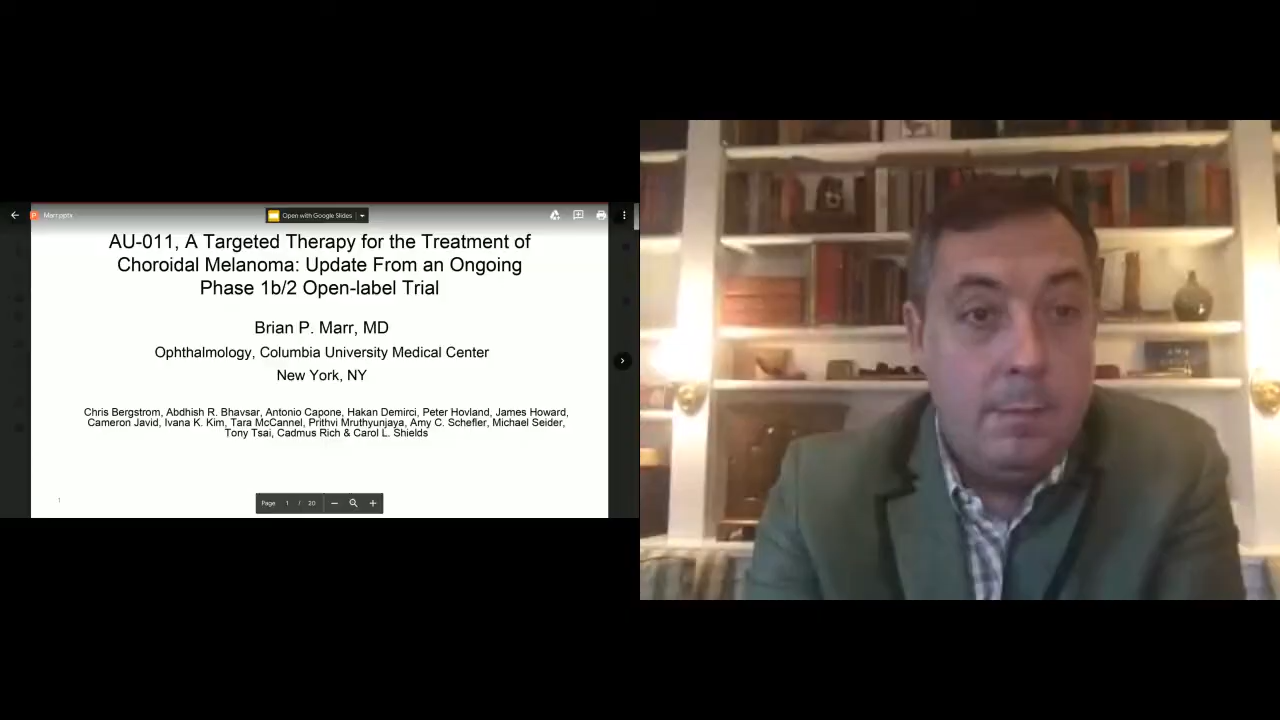 Marr.pptx
Open with Google Slides
AU-011, A Targeted Therapy for the Treatment of
Choroidal Melanoma: Update From an Ongoing
Phase 1b/2 Open-label Trial
Brian P. Marr, MD
Ophthalmology, Columbia University Medical Center
New York, NY
Chris Bergstrom, Abdhish R. Bhavsar, Antonio Capone, Hakan Demirci, Peter Hovland, James Howard,
Cameron Javid, Ivana K. Kim, Tara McCannel, Prithvi Mruthyunjaya, Amy C. Schefler, Michael Seider,
Tony Tsai, Cadmus Rich & Carol L. Shields
1
Page 1 / 20